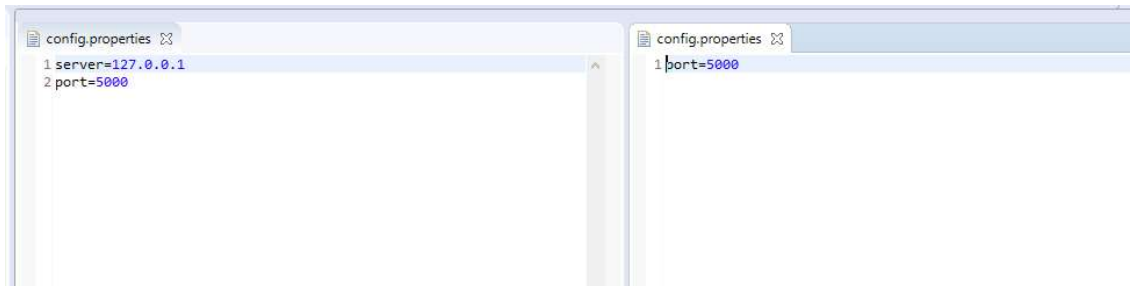 config.properties
1 server=127.0.0.1
2 port=5000
config.properties
1 port=5000